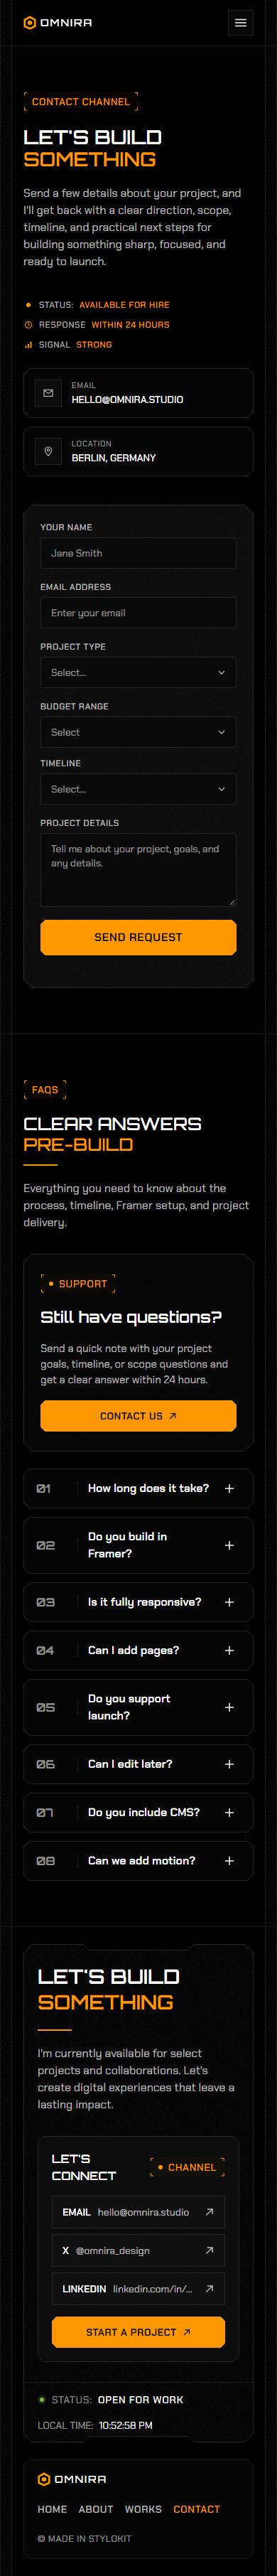 OMNIRA
CONTACT CHANNEL
LET'S BUILD
SOMETHING
Send a few details about your project, and
I'll get back with a clear direction, scope,
timeline, and practical next steps for
building something sharp, focused, and
ready to launch.
STATUS: AVAILABLE FOR HIRE
RESPONSE WITHIN 24 HOURS
SIGNAL STRONG
EMAIL
HELLO@OMNIRA.STUDIO
LOCATION
BERLIN, GERMANY
YOUR NAME
Jane Smith
EMAIL ADDRESS
Enter your email
PROJECT TYPE
Select...
BUDGET RANGE
Select
TIMELINE
Select...
PROJECT DETAILS
Tell me about your project, goals, and
any details.
SEND REQUEST
FAQS
CLEAR ANSWERS
PRE-BUILD
Everything you need to know about the
process, timeline, Framer setup, and project
delivery.
SUPPORT
Still have questions?
Send a quick note with your project
goals, timeline, or scope questions and
get a clear answer within 24 hours.
CONTACT US
01 How long does it take?
02 Do you build in
Framer?
03 Is it fully responsive?
04 Can I add pages?
05 Do you support
launch?
06 Can I edit later?
07 Do you include CMS?
08 Can we add motion?
LET'S BUILD
SOMETHING
I'm currently available for select
projects and collaborations. Let's
create digital experiences that leave a
lasting impact.
LET'S
CONNECT
CHANNEL
EMAIL hello@omnira.studio
X @omnira_design
LINKEDIN linkedin.com/in/...
START A PROJECT
STATUS: OPEN FOR WORK
LOCAL TIME: 10:52:58 PM
OMNIRA
HOME ABOUT WORKS CONTACT
© MADE IN STYLOKIT